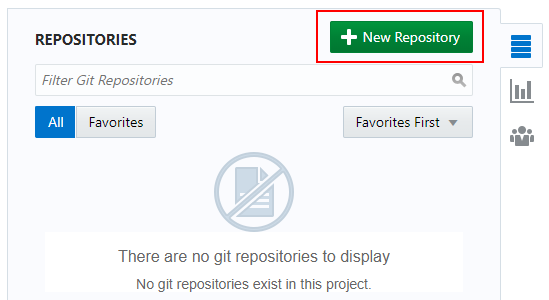 REPOSITORIES
New Repository
Filter Git Repositories
All
Favorites
Favorites First
There are no git repositories to display
No git repositories exist in this project.